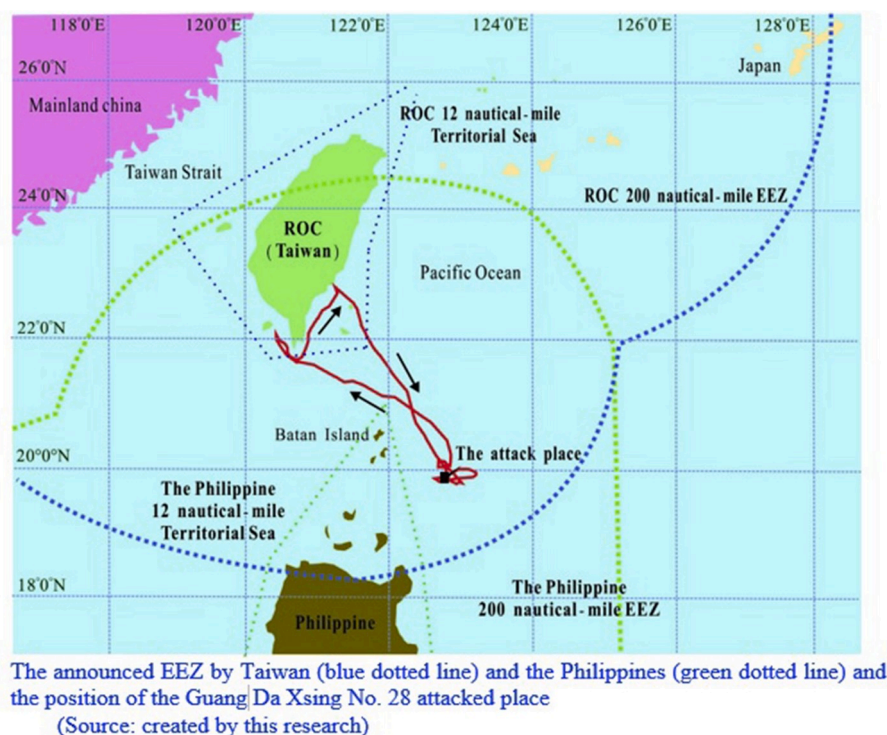 118°0'E 120°0'E 122°0'E 124°0'E 126°0'E 128°0'E
26°0'N
Japan
Mainland china
ROC 12 nautical-mile
Territorial Sea
Taiwan Strait
24°0'N
ROC 200 nautical-mile EEZ
ROC
(Taiwan)
Pacific Ocean
22°0'N
Batan Island
The attack place
20°0°N
The Philippine
12 nautical-mile
Territorial Sea
18°0'N
The Philippine
200 nautical-mile EEZ
Philippine
The announced EEZ by Taiwan (blue dotted line) and the Philippines (green dotted line) and
the position of the Guang Da Xsing No. 28 attacked place
(Source: created by this research)